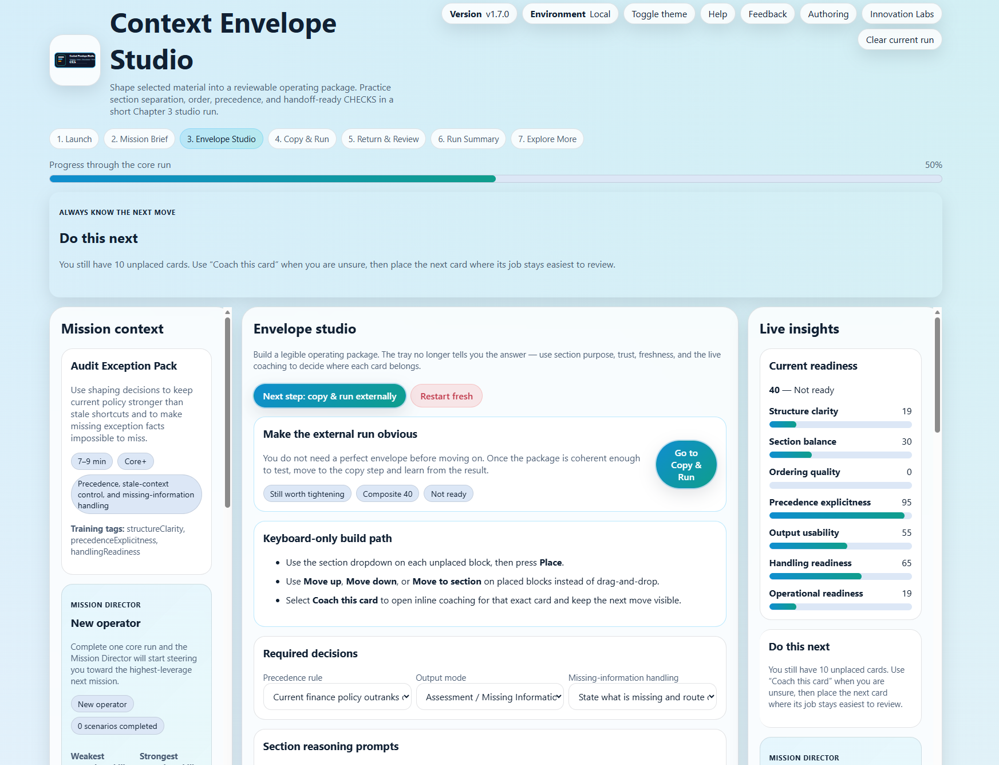 Context Envelope
Studio
Shape selected material into a reviewable operating package. Practice
section separation, order, precedence, and handoff-ready CHECKS in a
short Chapter 3 studio run.
Version v1.7.0
Environment Local
Toggle theme
Help
Feedback
Authoring
Innovation Labs
Clear current run
1. Launch
2. Mission Brief
3. Envelope Studio
4. Copy & Run
5. Return & Review
6. Run Summary
7. Explore More
Progress through the core run
50%
ALWAYS KNOW THE NEXT MOVE
Do this next
You still have 10 unplaced cards. Use “Coach this card” when you are unsure, then place the next card where its job stays easiest to review.
Mission context
Audit Exception Pack
Use shaping decisions to keep
current policy stronger than
stale shortcuts and to make
missing exception facts
impossible to miss.
7–9 min
Core+
Precedence, stale-context
control, and missing-information
handling
Training tags: structureClarity,
precedenceExplicitness,
handlingReadiness
MISSION DIRECTOR
New operator
Complete one core run and the
Mission Director will start steering
you toward the highest-leverage
next mission.
New operator
0 scenarios completed
Weakest
Strongest
Envelope studio
Build a legible operating package. The tray no longer tells you the answer — use section purpose, trust, freshness, and the live
coaching to decide where each card belongs.
Next step: copy & run externally
Restart fresh
Make the external run obvious
You do not need a perfect envelope before moving on. Once the package is coherent enough
to test, move to the copy step and learn from the result.
Still worth tightening
Composite 40
Not ready
Go to
Copy &
Run
Keyboard-only build path
• Use the section dropdown on each unplaced block, then press Place.
• Use Move up, Move down, or Move to section on placed blocks instead of drag-and-drop.
• Select Coach this card to open inline coaching for that exact card and keep the next move visible.
Required decisions
Precedence rule
Current finance policy outranks
Output mode
Assessment / Missing Informatic
Missing-information handling
State what is missing and route
Section reasoning prompts
Live insights
Current readiness
40 — Not ready
Structure clarity 19
Section balance 30
Ordering quality 0
Precedence explicitness 95
Output usability 55
Handling readiness 65
Operational readiness 19
Do this next
You still have 10 unplaced cards. Use
“Coach this card” when you are
unsure, then place the next card
where its job stays easiest to review.
MISSION DIRECTOR